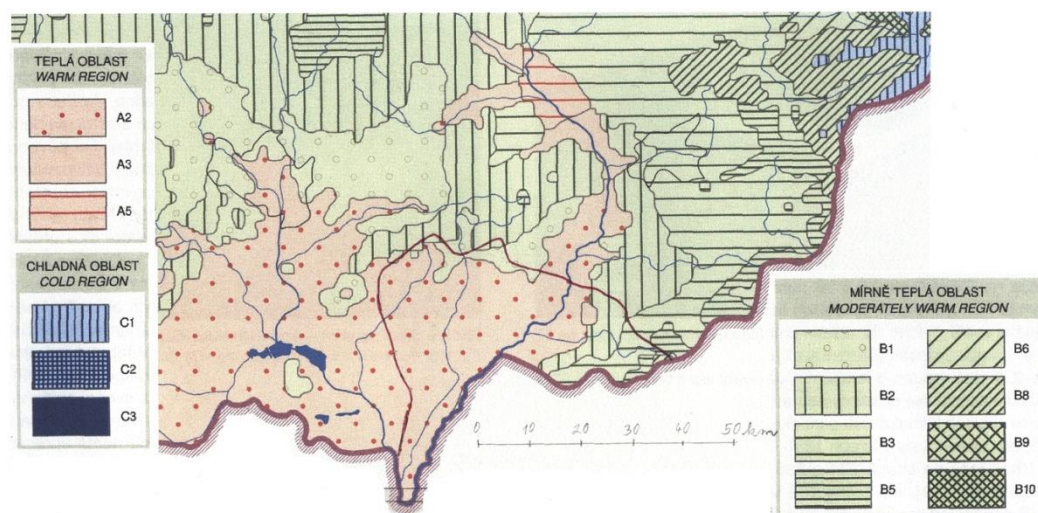 TEPLÁ OBLAST
WARM REGION
A2
A3
A5
CHLADNÁ OBLAST
COLD REGION
C1
C2
C3
MÍRNĚ TEPLÁ OBLAST
MODERATELY WARM REGION
B1
B2
B3
B5
B6
B8
B9
B10
0 10 20 30 40 50 km